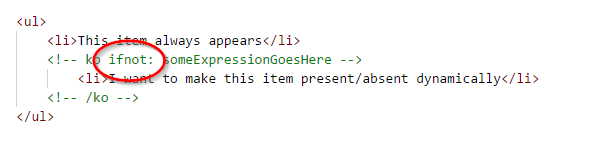 <ul>
<li>This item always appears</li>
<!-- ko ifnot: someExpressionGoesHere -->
<li>I want to make this item present/absent dynamically</li>
<!-- /ko -->
</ul>